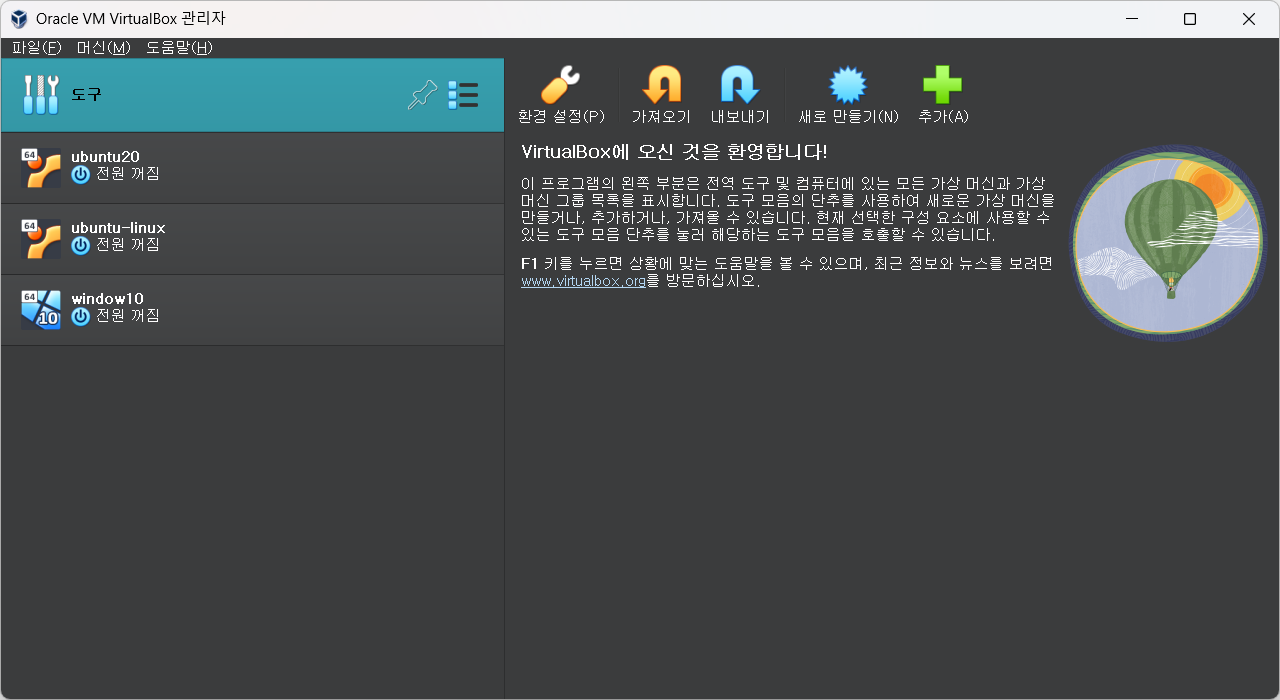 Oracle VM VirtualBox 관리자
파일(F) 머신(M) 도움말(H)
도구
환경 설정(P) 가져오기 내보내기 새로 만들기(N) 추가(A)
64
ubuntu20
전원 꺼짐
64
ubuntu-linux
전원 꺼짐
64
10
window10
전원 꺼짐
VirtualBox에 오신 것을 환영합니다!
이 프로그램의 왼쪽 부분은 전역 도구 및 컴퓨터에 있는 모든 가상 머신과 가상
머신 그룹 목록을 표시합니다. 도구 모음의 단추를 사용하여 새로운 가상 머신을
만들거나, 추가하거나, 가져올 수 있습니다. 현재 선택한 구성 요소에 사용할 수
있는 도구 모음 단추를 눌러 해당하는 도구 모음을 호출할 수 있습니다.
F1 키를 누르면 상황에 맞는 도움말을 볼 수 있으며, 최근 정보와 뉴스를 보려면
www.virtualbox.org를 방문하십시오.